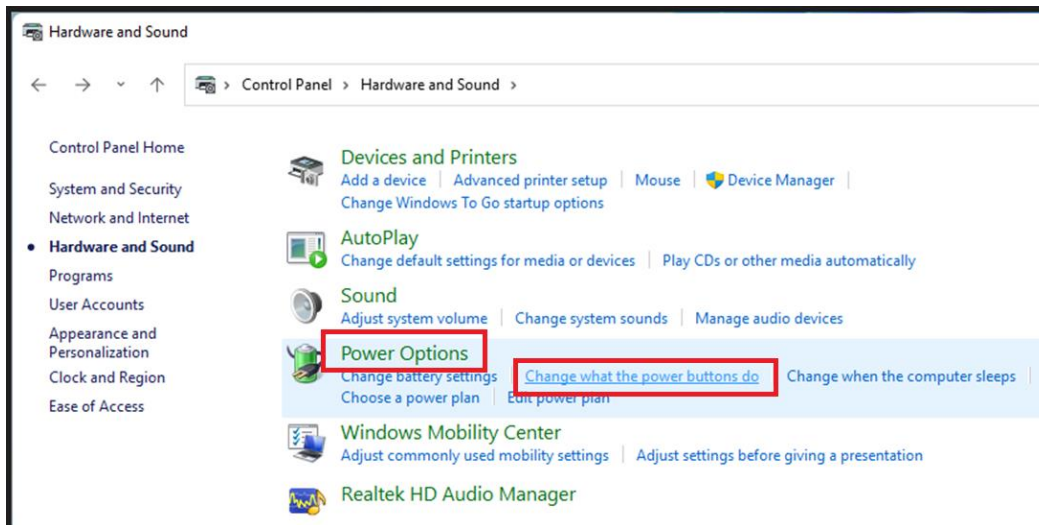 Hardware and Sound
Control Panel > Hardware and Sound >
Control Panel Home
System and Security
Network and Internet
Hardware and Sound
Programs
User Accounts
Appearance and
Personalization
Clock and Region
Ease of Access
Devices and Printers
Add a device | Advanced printer setup | Mouse | Device Manager |
Change Windows To Go startup options
AutoPlay
Change default settings for media or devices | Play CDs or other media automatically
Sound
Adjust system volume | Change system sounds | Manage audio devices
Power Options
Change battery settings | Change what the power buttons do | Change when the computer sleeps |
Choose a power plan | Edit power plan
Windows Mobility Center
Adjust commonly used mobility settings | Adjust settings before giving a presentation
Realtek HD Audio Manager